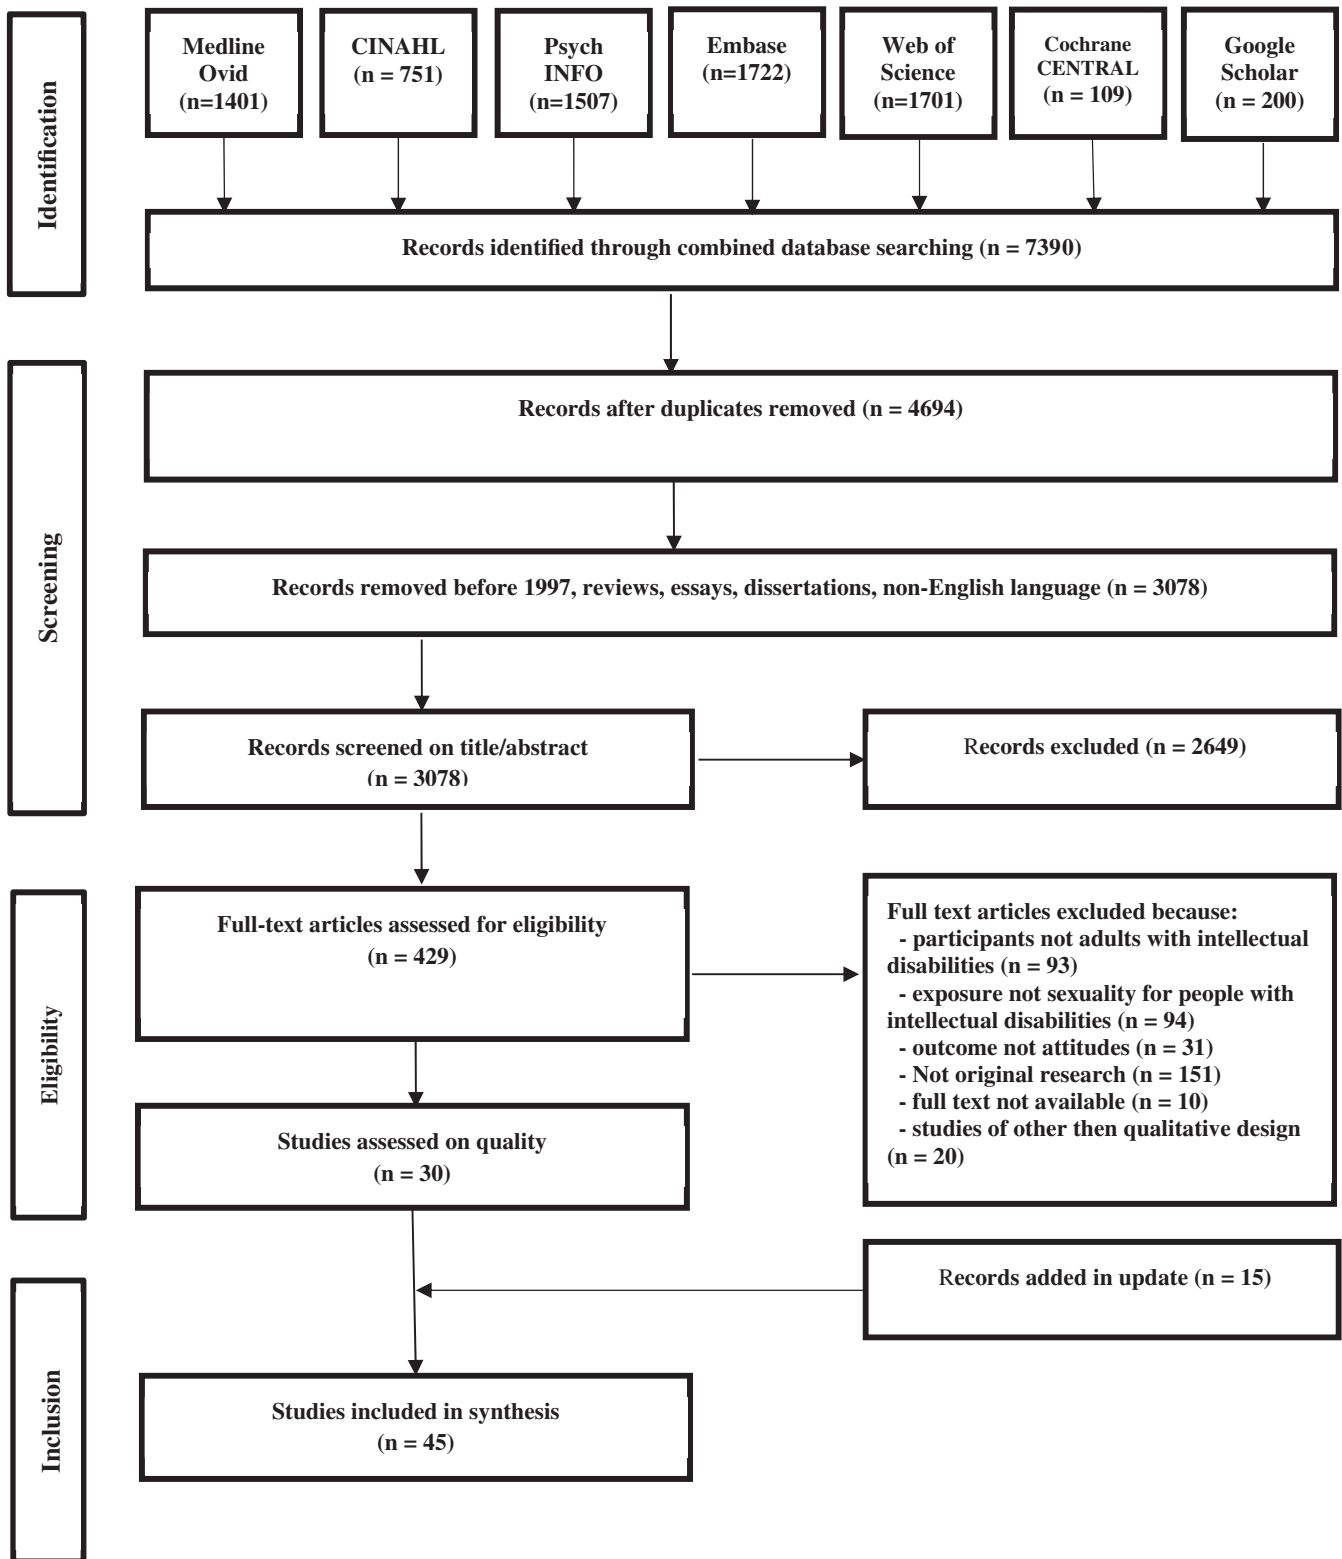 Identification
Medline
Ovid
(n=1401)
CINAHL
(n = 751)
Psych
INFO
(n=1507)
Embase
(n=1722)
Web of
Science
(n=1701)
Cochrane
CENTRAL
(n = 109)
Google
Scholar
(n = 200)
Records identified through combined database searching (n = 7390)
Screening
Records after duplicates removed (n = 4694)
Records removed before 1997, reviews, essays, dissertations, non-English language (n = 3078)
Records screened on title/abstract
(n = 3078)
Records excluded (n = 2649)
Eligibility
Full-text articles assessed for eligibility
(n = 429)
Full text articles excluded because:
- participants not adults with intellectual
disabilities (n = 93)
- exposure not sexuality for people with
intellectual disabilities (n = 94)
- outcome not attitudes (n = 31)
- Not original research (n = 151)
- full text not available (n = 10)
- studies of other then qualitative design
(n = 20)
Studies assessed on quality
(n = 30)
Records added in update (n = 15)
Inclusion
Studies included in synthesis
(n = 45)